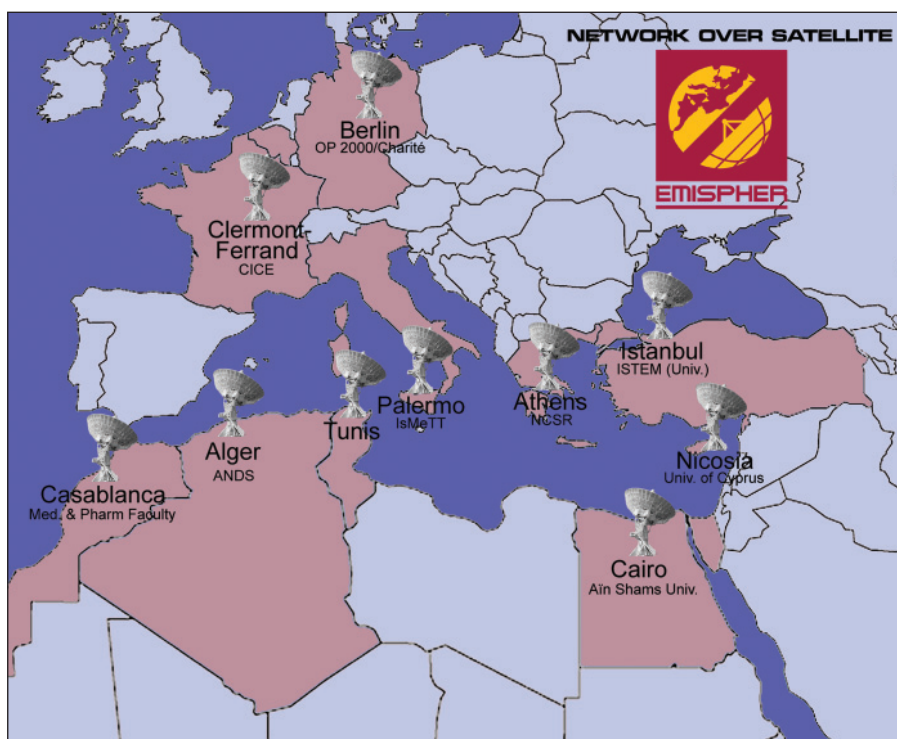 NETWORK OVER SATELLITE
EMISPHER
Berlin
OP 2000/Charité
Clermont-
Ferrand
CICE
Istanbul
ISTEM (Univ.)
Palermo
IsMeTT
Athens
NCSR
Tunis
Alger
ANDS
Nicosia
Univ. of Cyprus
Casablanca
Med. & Pharm Faculty
Cairo
Aïn Shams Univ.